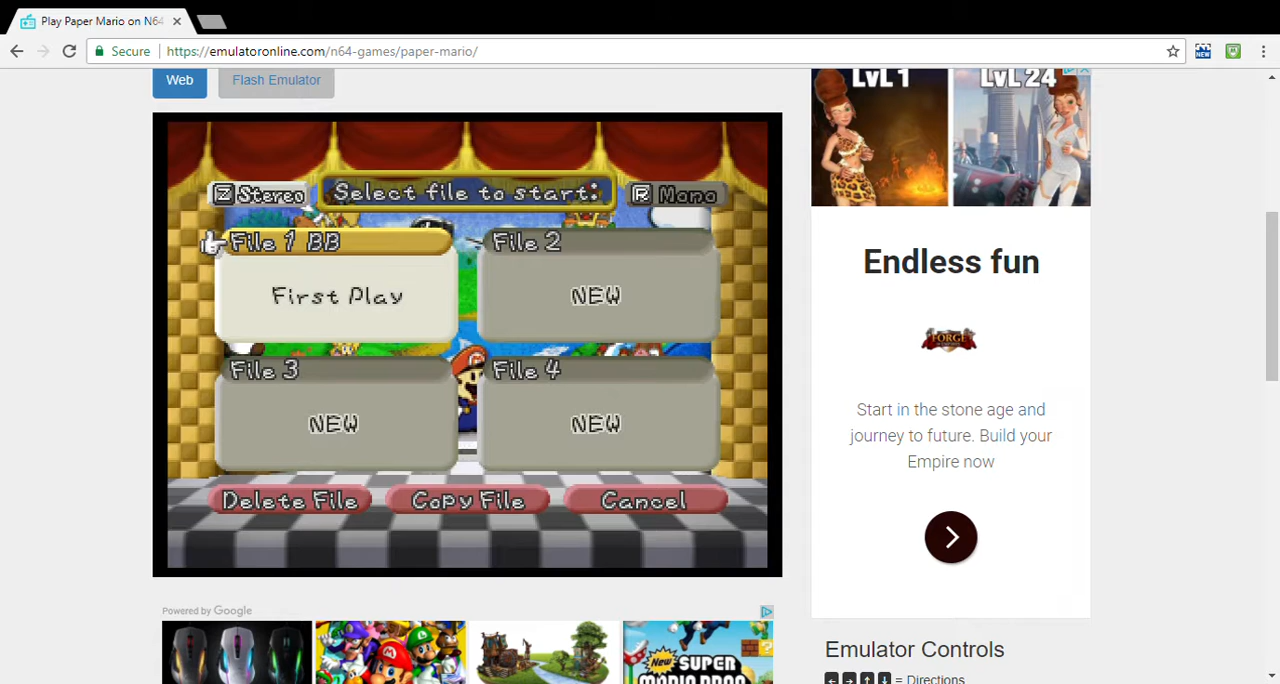 Play Paper Mario on N64
Secure
https://emulatoronline.com/n64-games/paper-mario/
NEW
Web
Flash Emulator
LVL 1
LVL 24
Z Stereo
Select file to start:
R Mono
File 1 BB
File 2
First Play
NEW
File 3
File 4
NEW
NEW
Delete File
Copy File
Cancel
Endless fun
FORGE
Start in the stone age and
journey to future. Build your
Empire now
Powered by Google
New
SUPER
Emulator Controls
= Directions